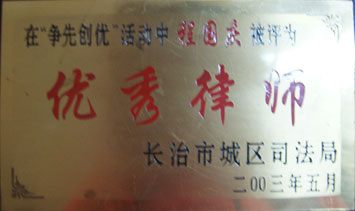 在“争先创优”活动中 程国庆 被评为
优秀律师
长治市城区司法局
二00三年五月